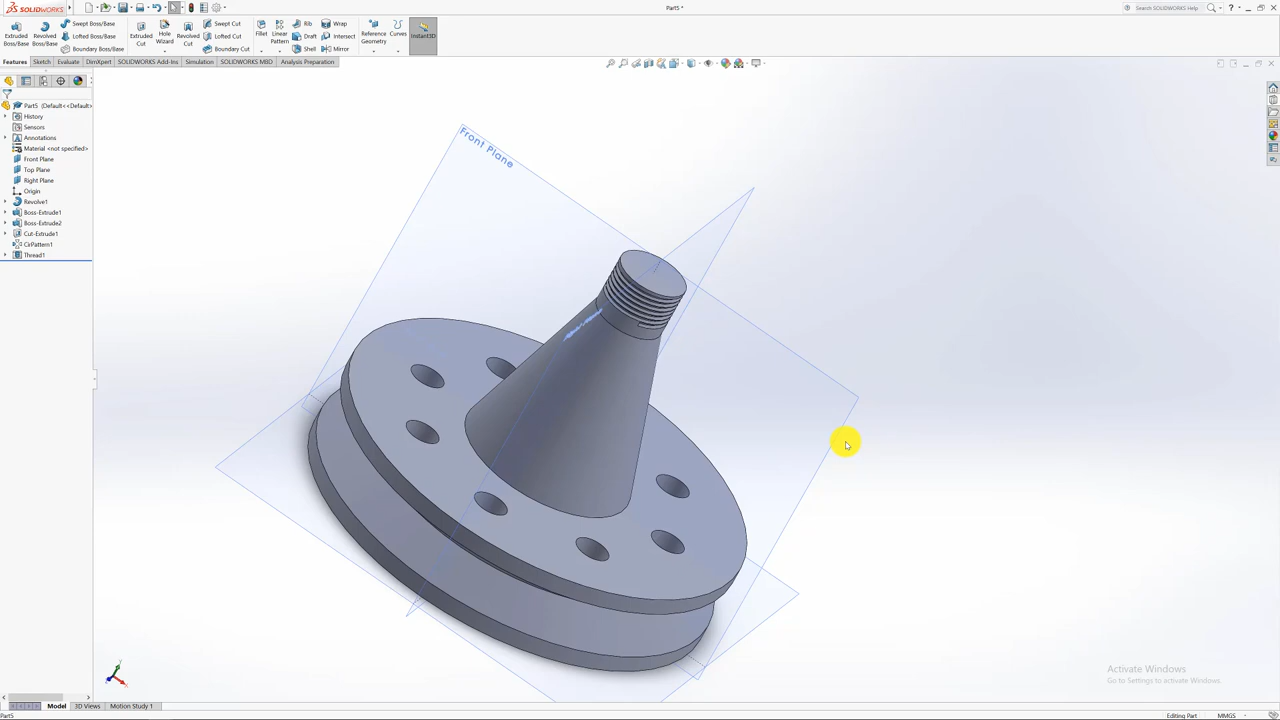 SOLIDWORKS
Part5 *
Search SOLIDWORKS Help
Extruded Boss/Base
Revolved Boss/Base
Swept Boss/Base
Lofted Boss/Base
Boundary Boss/Base
Extruded Cut
Hole Wizard
Revolved Cut
Swept Cut
Lofted Cut
Boundary Cut
Fillet
Linear Pattern
Rib
Draft
Shell
Wrap
Intersect
Mirror
Reference Geometry
Curves
Instant3D
Features Sketch Evaluate DimXpert SOLIDWORKS Add-Ins Simulation SOLIDWORKS MBD Analysis Preparation
Part5 (Default<<Default>
History
Sensors
Annotations
Material <not specified>
Front Plane
Top Plane
Right Plane
Origin
Revolve1
Boss-Extrude1
Boss-Extrude2
Cut-Extrude1
CirPattern1
Thread1
Front Plane
Activate Windows
Go to Settings to activate Windows.
Model 3D Views Motion Study 1
Part5
Editing Part MMGS